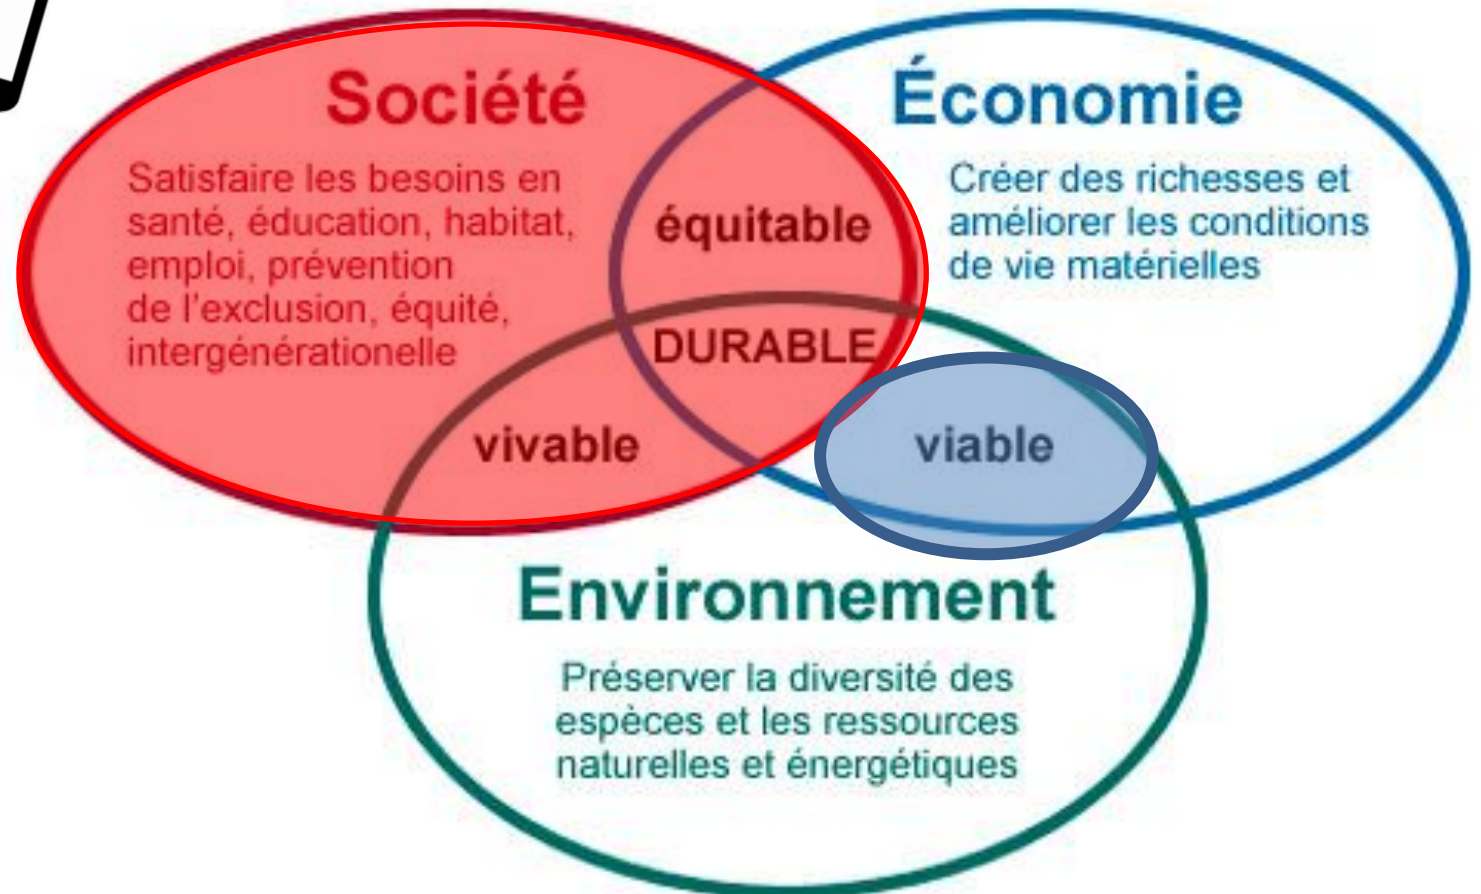 Société
Satisfaire les besoins en
santé, éducation, habitat,
emploi, prévention
de l'exclusion, équité,
intergénérationelle
Économie
Créer des richesses et
améliorer les conditions
de vie matérielles
équitable
DURABLE
vivable
viable
Environnement
Préserver la diversité des
espèces et les ressources
naturelles et énergétiques